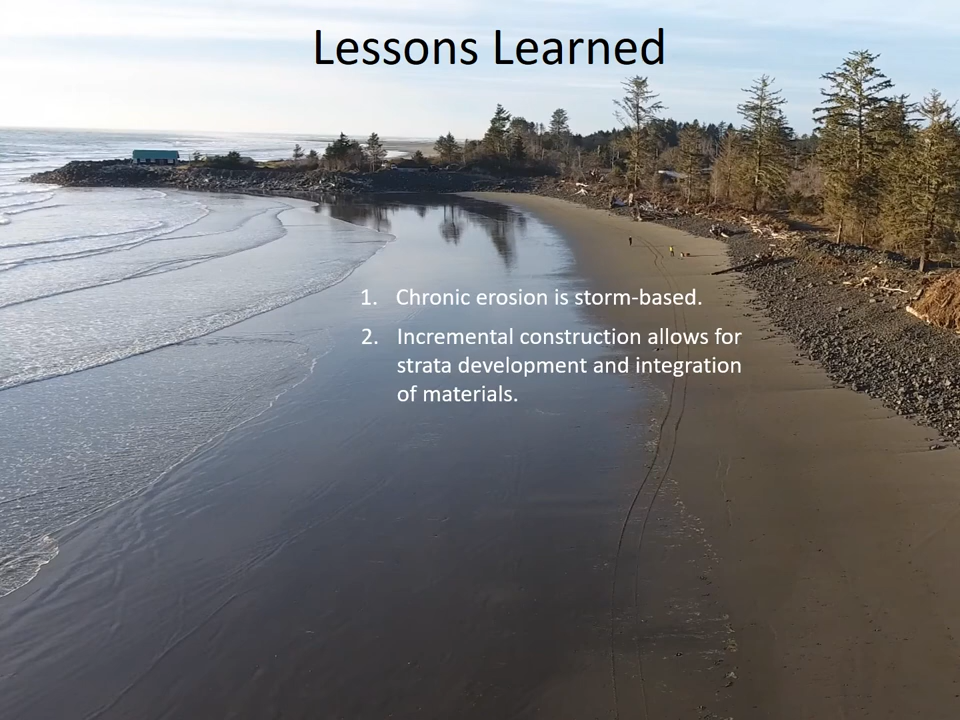 Lessons Learned
1. Chronic erosion is storm-based.
2. Incremental construction allows for
strata development and integration
of materials.